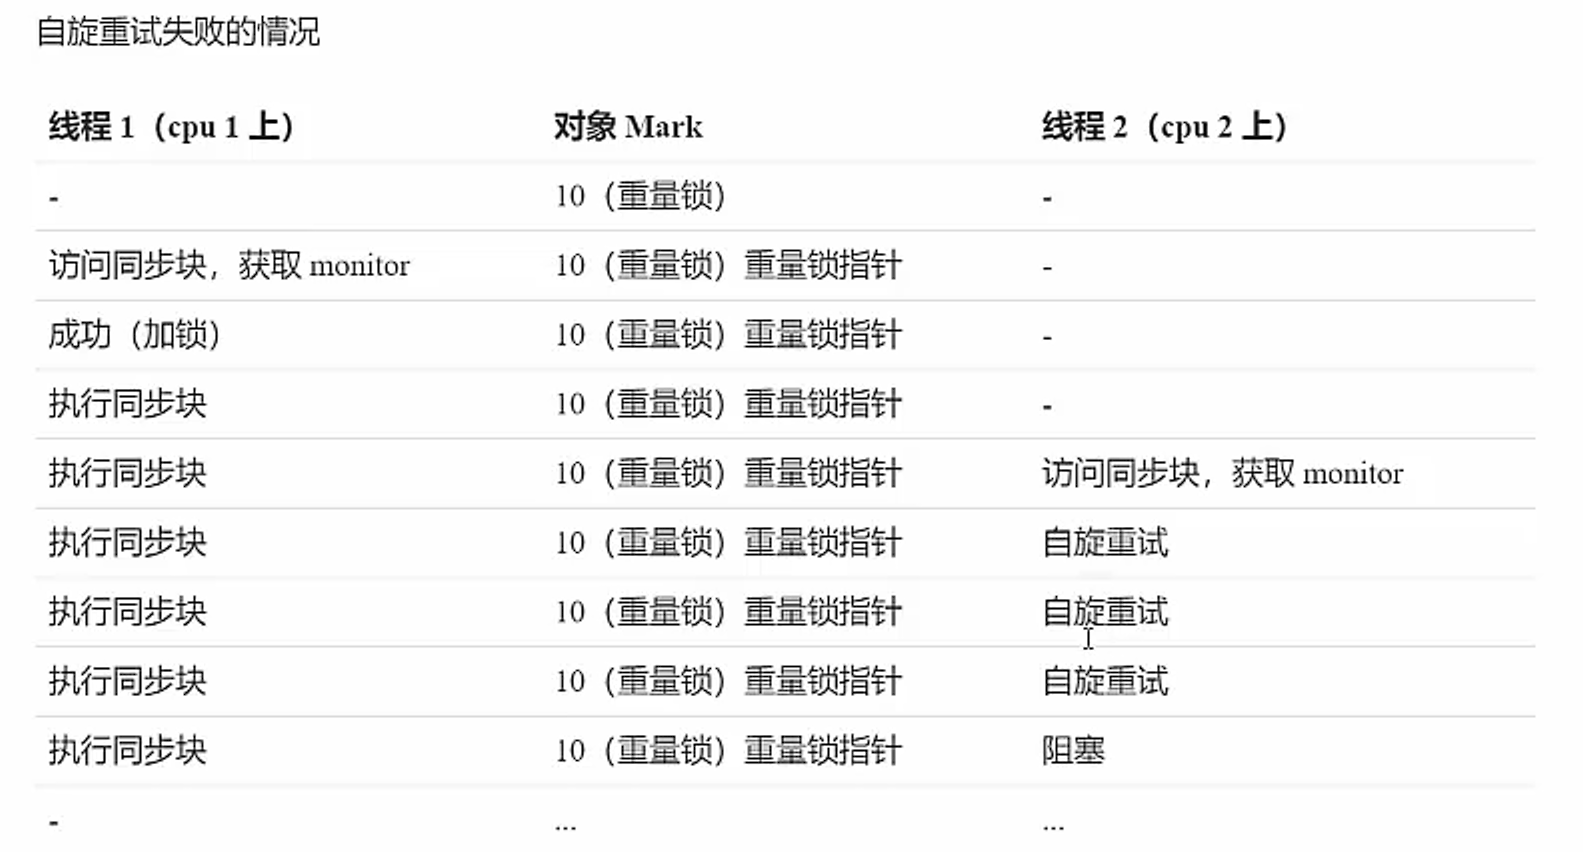 自旋重试失败的情况
线程 1（cpu 1 上） 对象 Mark 线程 2（cpu 2 上）
- 10（重量锁） -
访问同步块，获取 monitor 10（重量锁）重量锁指针 -
成功（加锁） 10（重量锁）重量锁指针 -
执行同步块 10（重量锁）重量锁指针 -
执行同步块 10（重量锁）重量锁指针 访问同步块，获取 monitor
执行同步块 10（重量锁）重量锁指针 自旋重试
执行同步块 10（重量锁）重量锁指针 自旋重试
执行同步块 10（重量锁）重量锁指针 自旋重试
执行同步块 10（重量锁）重量锁指针 阻塞
- ... ...